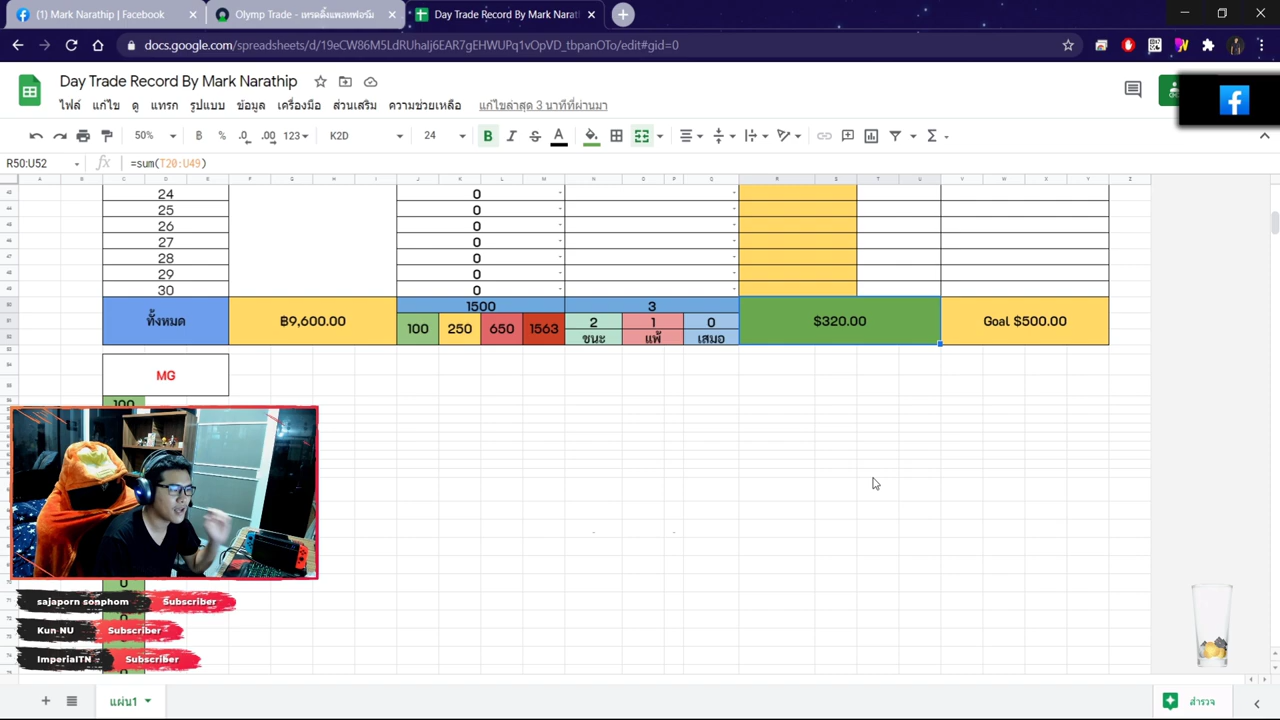 (1) Mark Narathip | Facebook
Olymp Trade - เทรดดิ้งแพลทฟอร์ม
Day Trade Record By Mark Narat
docs.google.com/spreadsheets/d/19eCW86M5LdRUhaIj6EAR7gEHWUPq1vOpVD_tbpanOTo/edit#gid=0
Day Trade Record By Mark Narathip
ไฟล์ แก้ไข ดู แทรก รูปแบบ ข้อมูล เครื่องมือ ส่วนเสริม ความช่วยเหลือ แก้ไขล่าสุด 3 นาทีที่ผ่านมา
50% ฿ % .0 .00 123 K2D 24 B I S A Σ
R50:U52 fx =sum(T20:U49)
24 0
25 0
26 0
27 0
28 0
29 0
30 0
ทั้งหมด ฿9,600.00 1500 3 $320.00 Goal $500.00
100 250 650 1563 2 1 0
ชนะ แพ้ เสมอ
MG
100
sajaporn sonphom Subscriber
Kun NU Subscriber
ImperialTN Subscriber
แผ่น1
สำรวจ